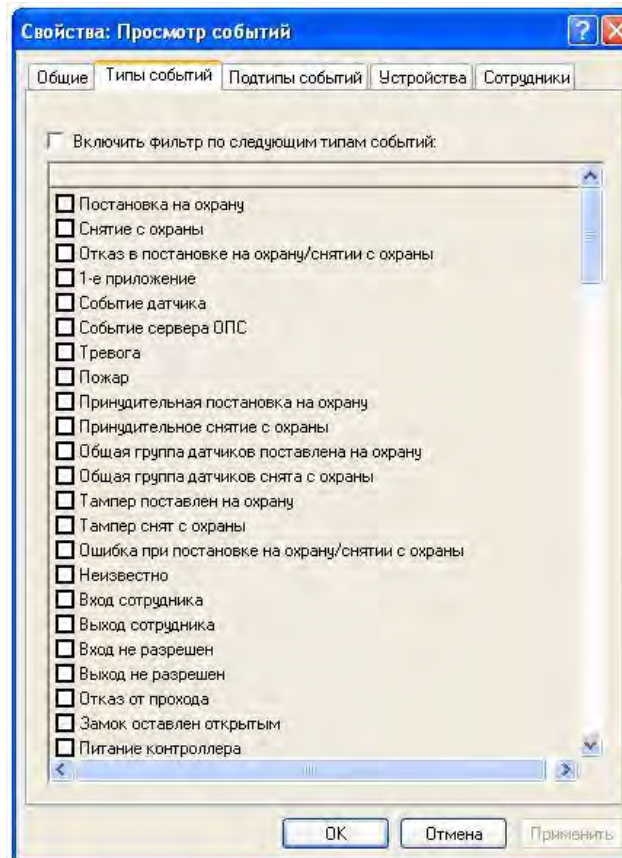 Свойства: Просмотр событий
Общие Типы событий Подтипы событий Устройства Сотрудники
Включить фильтр по следующим типам событий:
Постановка на охрану
Снятие с охраны
Отказ в постановке на охрану/снятии с охраны
1-е приложение
Событие датчика
Событие сервера ОПС
Тревога
Пожар
Принудительная постановка на охрану
Принудительное снятие с охраны
Общая группа датчиков поставлена на охрану
Общая группа датчиков снята с охраны
Тампер поставлен на охрану
Тампер снят с охраны
Ошибка при постановке на охрану/снятии с охраны
Неизвестно
Вход сотрудника
Выход сотрудника
Вход не разрешен
Выход не разрешен
Отказ от прохода
Замок оставлен открытым
Питание контроллера
OK Отмена Применить